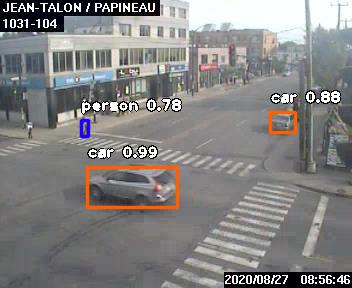 JEAN-TALON / PAPINEAU
1031-104
person 0.78
car 0.88
car 0.99
2020/08/27 08:56:46